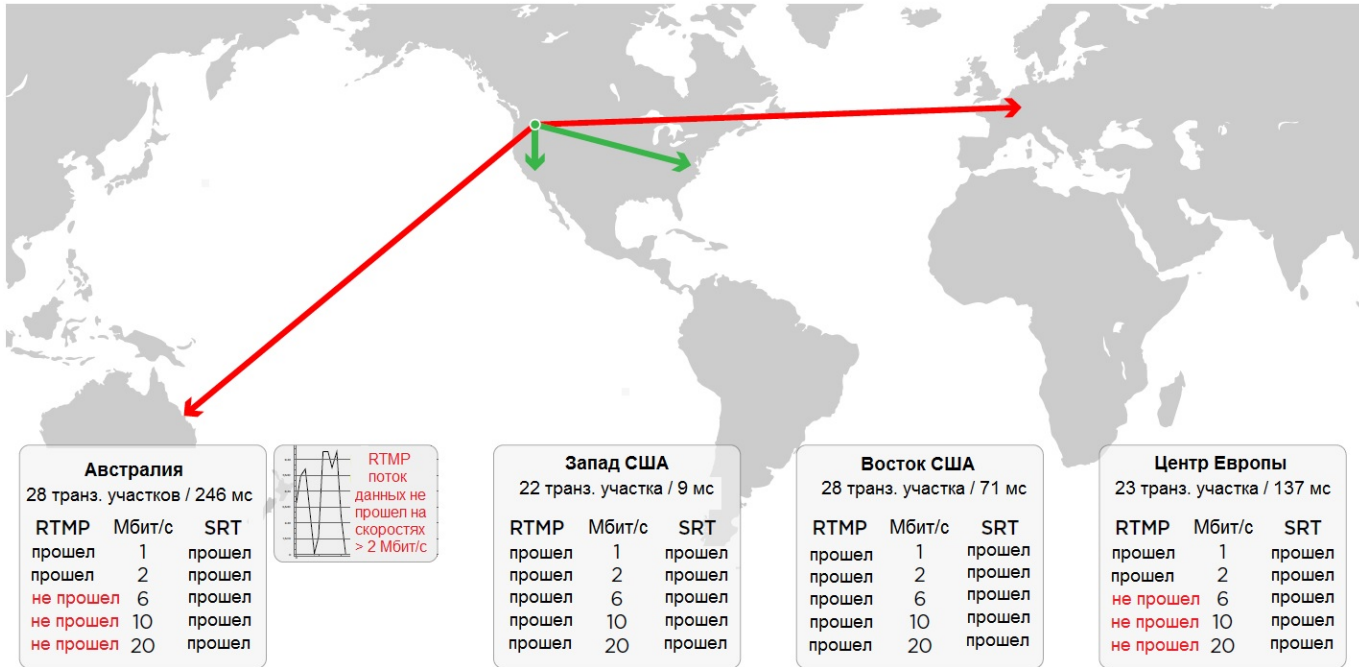 Австралия
28 транз. участков / 246 мс
RTMP Мбит/с SRT
прошел 1 прошел
прошел 2 прошел
не прошел 6 прошел
не прошел 10 прошел
не прошел 20 прошел
RTMP
поток
данных не
прошел на
скоростях
> 2 Мбит/с
Запад США
22 транз. участка / 9 мс
RTMP Мбит/с SRT
прошел 1 прошел
прошел 2 прошел
прошел 6 прошел
прошел 10 прошел
прошел 20 прошел
Восток США
28 транз. участка / 71 мс
RTMP Мбит/с SRT
прошел 1 прошел
прошел 2 прошел
прошел 6 прошел
прошел 10 прошел
прошел 20 прошел
Центр Европы
23 транз. участка / 137 мс
RTMP Мбит/с SRT
прошел 1 прошел
прошел 2 прошел
не прошел 6 прошел
не прошел 10 прошел
не прошел 20 прошел